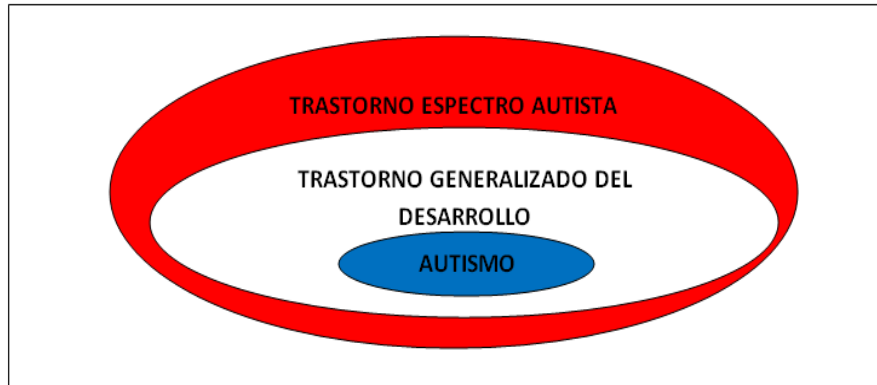 TRASTORNO ESPECTRO AUTISTA
TRASTORNO GENERALIZADO DEL
DESARROLLO
AUTISMO